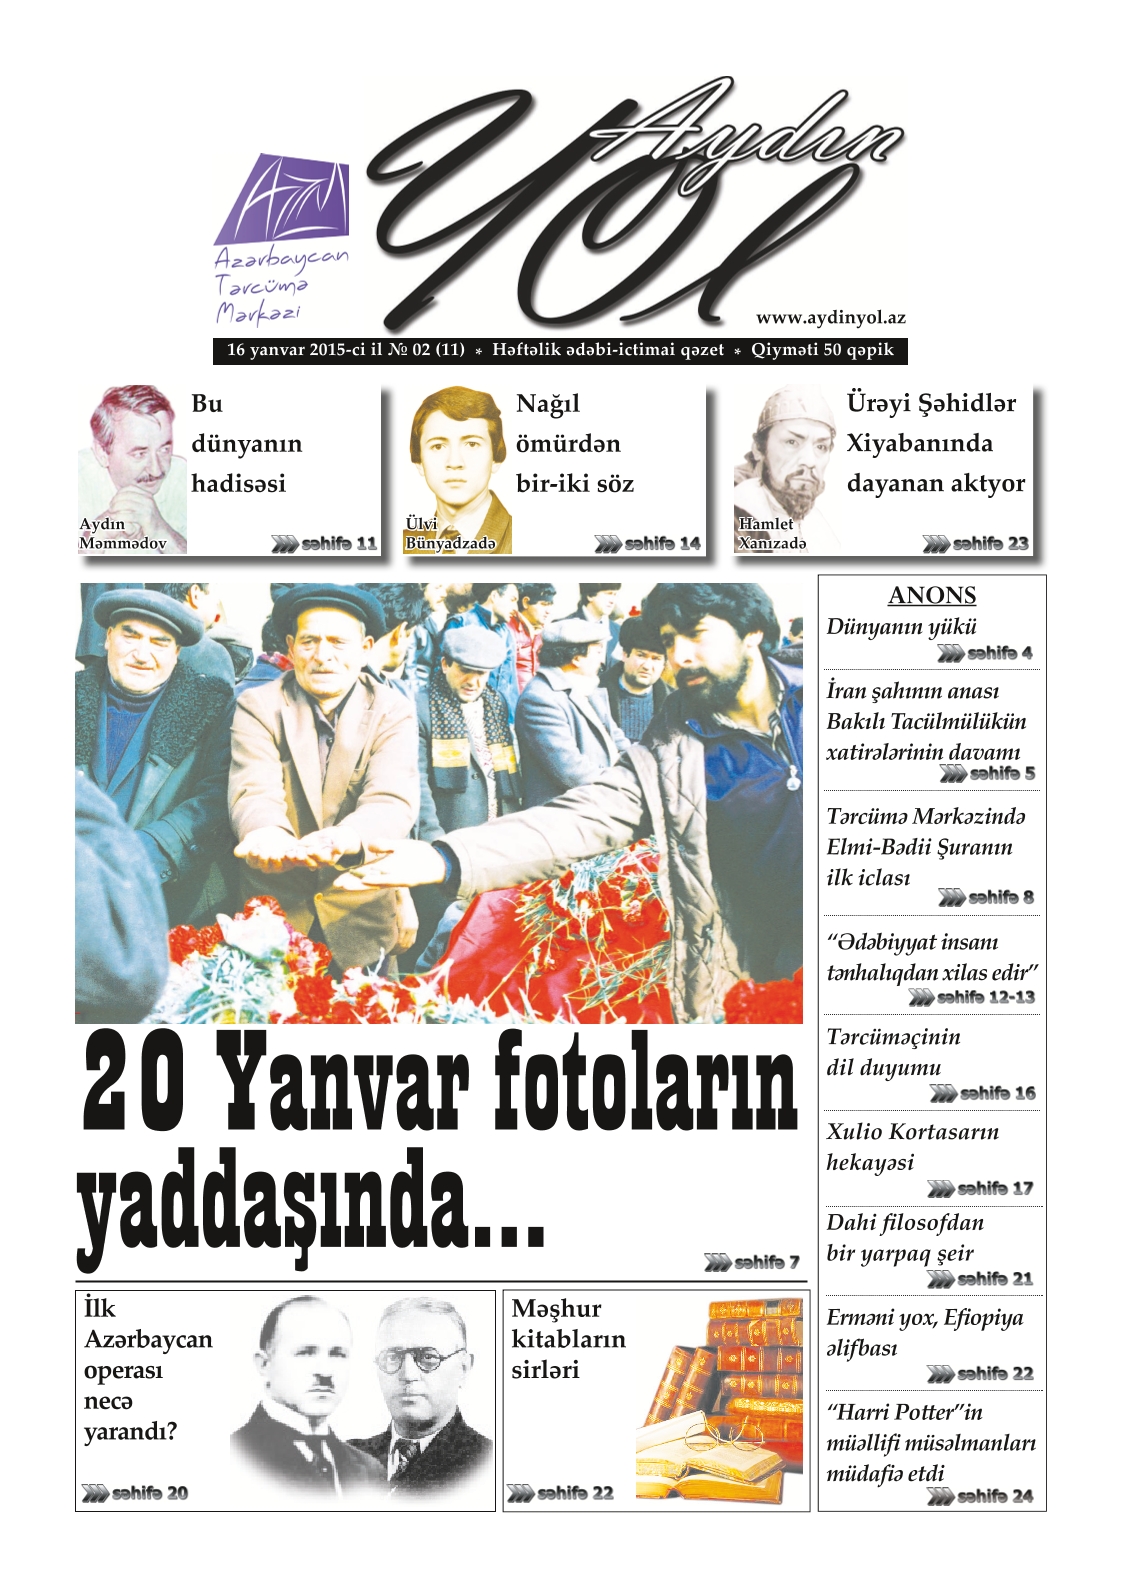 Aydın
Yol
Azərbaycan
Tərcümə
Mərkəzi
www.aydinyol.az
16 yanvar 2015-ci il № 02 (11) * Həftəlik ədəbi-ictimai qəzet * Qiyməti 50 qəpik
Bu
dünyanın
hadisəsi
Aydın
Məmmədov
səhifə 11
Nağıl
ömürdən
bir-iki söz
Ülvi
Bünyadzadə
səhifə 14
Ürəyi Şəhidlər
Xiyabanında
dayanan aktyor
Hamlet
Xanızadə
səhifə 23
20 Yanvar fotoların
yaddaşında...
səhifə 7
İlk
Azərbaycan
operası
necə
yarandı?
səhifə 20
Məşhur
kitabların
sirləri
səhifə 22
ANONS
Dünyanın yükü
səhifə 4
İran şahının anası
Bakılı Tacülmülükün
xatirələrinin davamı
səhifə 5
Tərcümə Mərkəzində
Elmi-Bədii Şuranın
ilk iclası
səhifə 8
“Ədəbiyyat insanı
tənhalıqdan xilas edir”
səhifə 12-13
Tərcüməçinin
dil duyumu
səhifə 16
Xulio Kortasarın
hekayəsi
səhifə 17
Dahi filosofdan
bir yarpaq şeir
səhifə 21
Erməni yox, Efiopiya
əlifbası
səhifə 22
“Harri Potter”in
müəllifi müsəlmanları
müdafiə etdi
səhifə 24